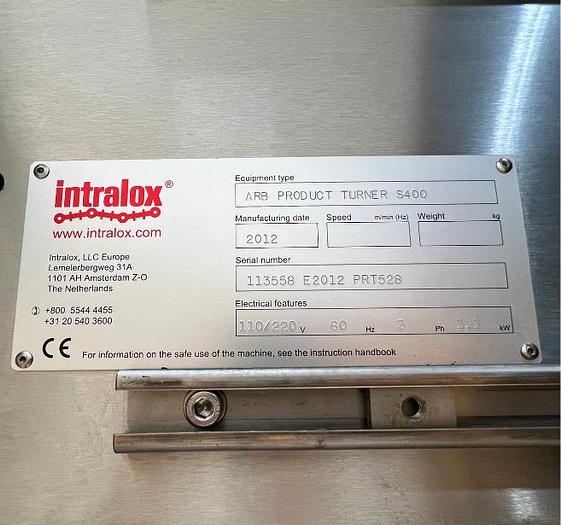 intralox®
www.intralox.com
Intralox, LLC Europe
Lemelerbergweg 31A
1101 AH Amsterdam Z-O
The Netherlands
+800 5544 4455
+31 20 540 3600
CE For information on the safe use of the machine, see the instruction handbook
Equipment type
ARB PRODUCT TURNER S400
Manufacturing date Speed m/min (Hz) Weight kg
2012
Serial number
113558 E2012 PRT528
Electrical features
110/220 V 60 Hz 3 Ph 1.1 kW